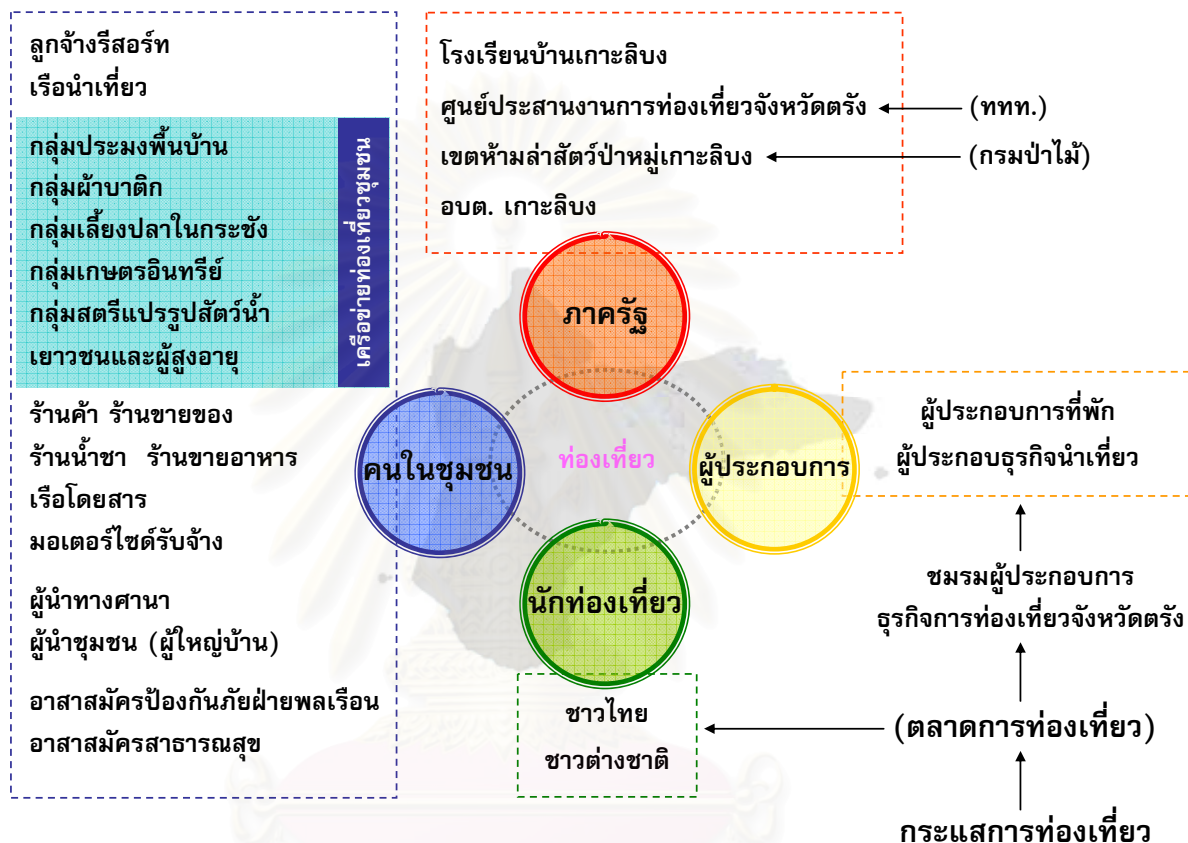 ลูกจ้างรีสอร์ท
เรือนำเที่ยว
กลุ่มประมงพื้นบ้าน
กลุ่มผ้าบาติก
กลุ่มเลี้ยงปลาในกระชัง
กลุ่มเกษตรอินทรีย์
กลุ่มสตรีแปรรูปสัตว์น้ำ
เยาวชนและผู้สูงอายุ
เครือข่ายท่องเที่ยวชุมชน
ร้านค้า ร้านขายของ
ร้านน้ำชา ร้านขายอาหาร
เรือโดยสาร
มอเตอร์ไซด์รับจ้าง
ผู้นำทางศานา
ผู้นำชุมชน (ผู้ใหญ่บ้าน)
อาสาสมัครป้องกันภัยฝ่ายพลเรือน
อาสาสมัครสาธารณสุข
โรงเรียนบ้านเกาะลิบง
ศูนย์ประสานงานการท่องเที่ยวจังหวัดตรัง
(ททท.)
เขตห้ามล่าสัตว์ป่าหมู่เกาะลิบง
(กรมป่าไม้)
อบต. เกาะลิบง
ภาครัฐ
คนในชุมชน
ท่องเที่ยว
ผู้ประกอบการ
นักท่องเที่ยว
ผู้ประกอบการที่พัก
ผู้ประกอบธุรกิจนำเที่ยว
ชมรมผู้ประกอบการ
ธุรกิจการท่องเที่ยวจังหวัดตรัง
ชาวไทย
ชาวต่างชาติ
(ตลาดการท่องเที่ยว)
กระแสการท่องเที่ยว